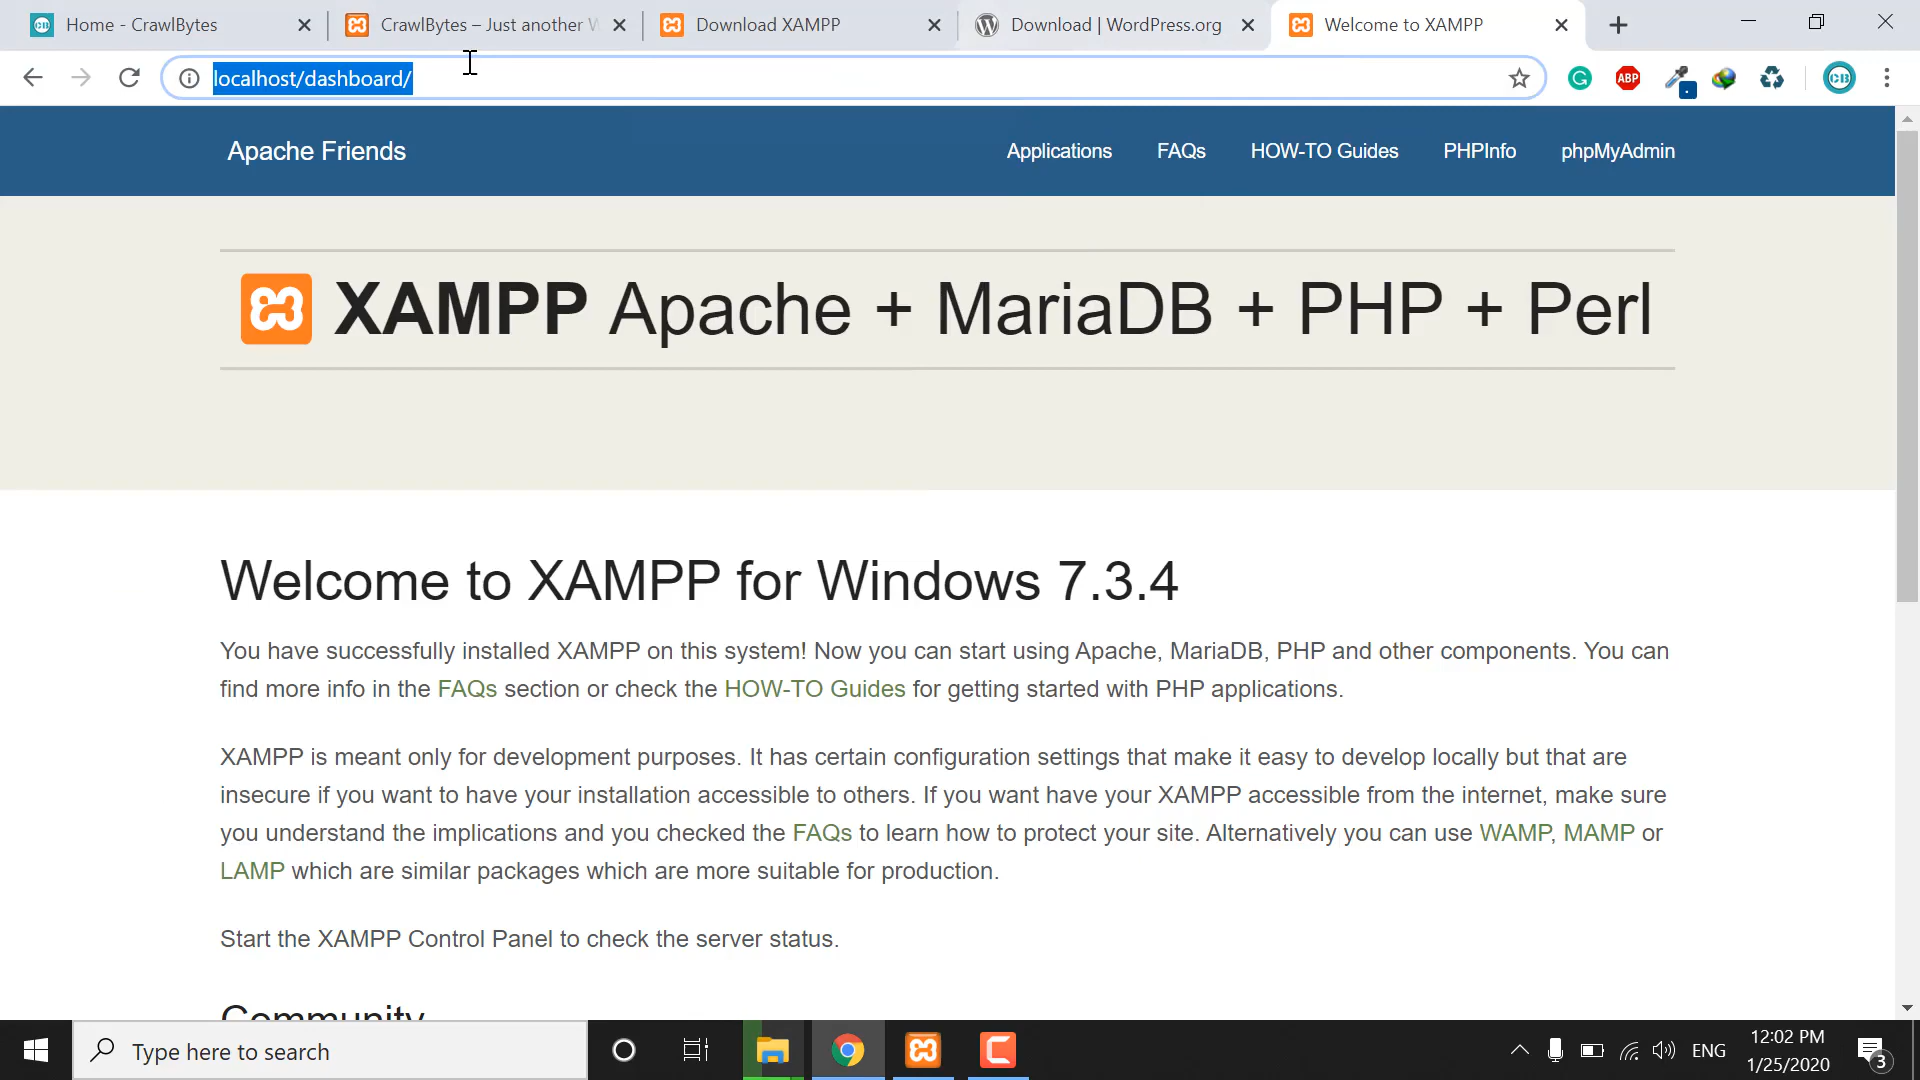 Home - CrawlBytes
CrawlBytes – Just another W
Download XAMPP
Download | WordPress.org
Welcome to XAMPP
localhost/dashboard/
ABP
CB
Apache Friends
Applications
FAQs
HOW-TO Guides
PHPInfo
phpMyAdmin
XAMPP Apache + MariaDB + PHP + Perl
Welcome to XAMPP for Windows 7.3.4
You have successfully installed XAMPP on this system! Now you can start using Apache, MariaDB, PHP and other components. You can
find more info in the FAQs section or check the HOW-TO Guides for getting started with PHP applications.
XAMPP is meant only for development purposes. It has certain configuration settings that make it easy to develop locally but that are
insecure if you want to have your installation accessible to others. If you want have your XAMPP accessible from the internet, make sure
you understand the implications and you checked the FAQs to learn how to protect your site. Alternatively you can use WAMP, MAMP or
LAMP which are similar packages which are more suitable for production.
Start the XAMPP Control Panel to check the server status.
Community
Type here to search
ENG
12:02 PM
1/25/2020
3